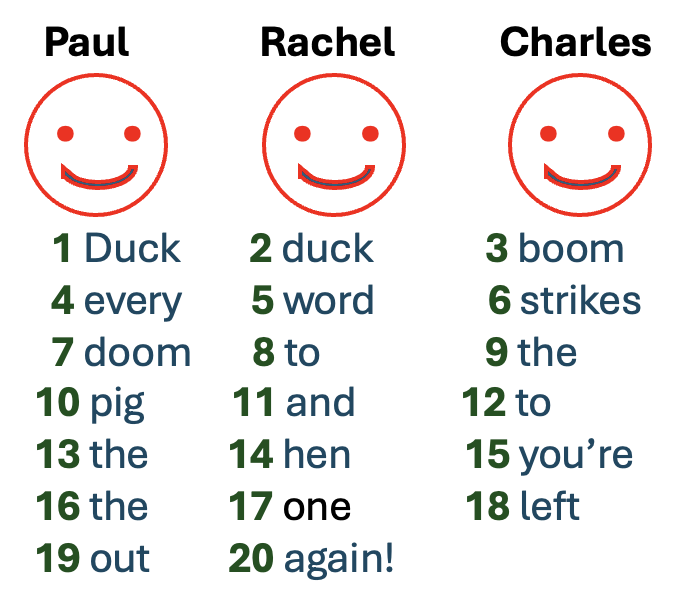 Paul Rachel Charles
1 Duck 2 duck 3 boom
4 every 5 word 6 strikes
7 doom 8 to 9 the
10 pig 11 and 12 to
13 the 14 hen 15 you’re
16 the 17 one 18 left
19 out 20 again!